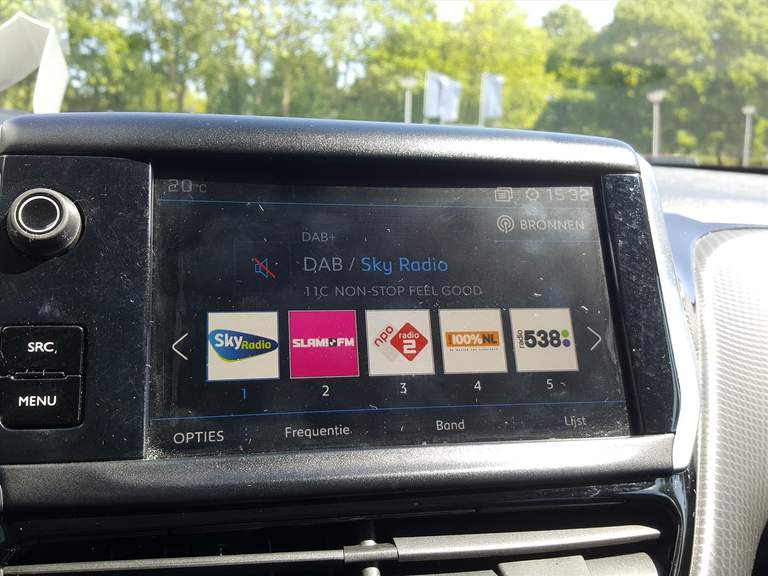 20°C 15:32
BRONNEN
DAB+
DAB / Sky Radio
11C NON-STOP FEEL GOOD
SRC
MENU
Sky Radio
SLAM! FM
npo radio 2
100% NL
radio 538
1 2 3 4 5
OPTIES Frequentie Band Lijst